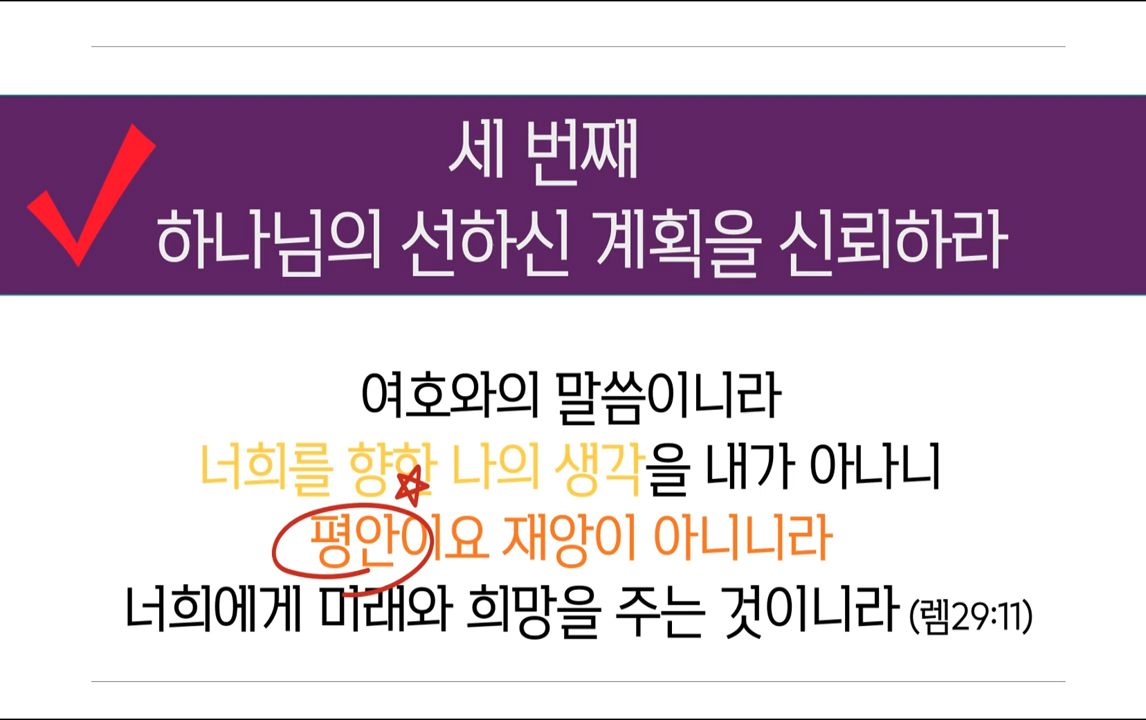 세 번째
하나님의 선하신 계획을 신뢰하라
여호와의 말씀이니라
너희를 향한 나의 생각을 내가 아나니
평안이요 재앙이 아니니라
너희에게 미래와 희망을 주는 것이니라 (렘29:11)